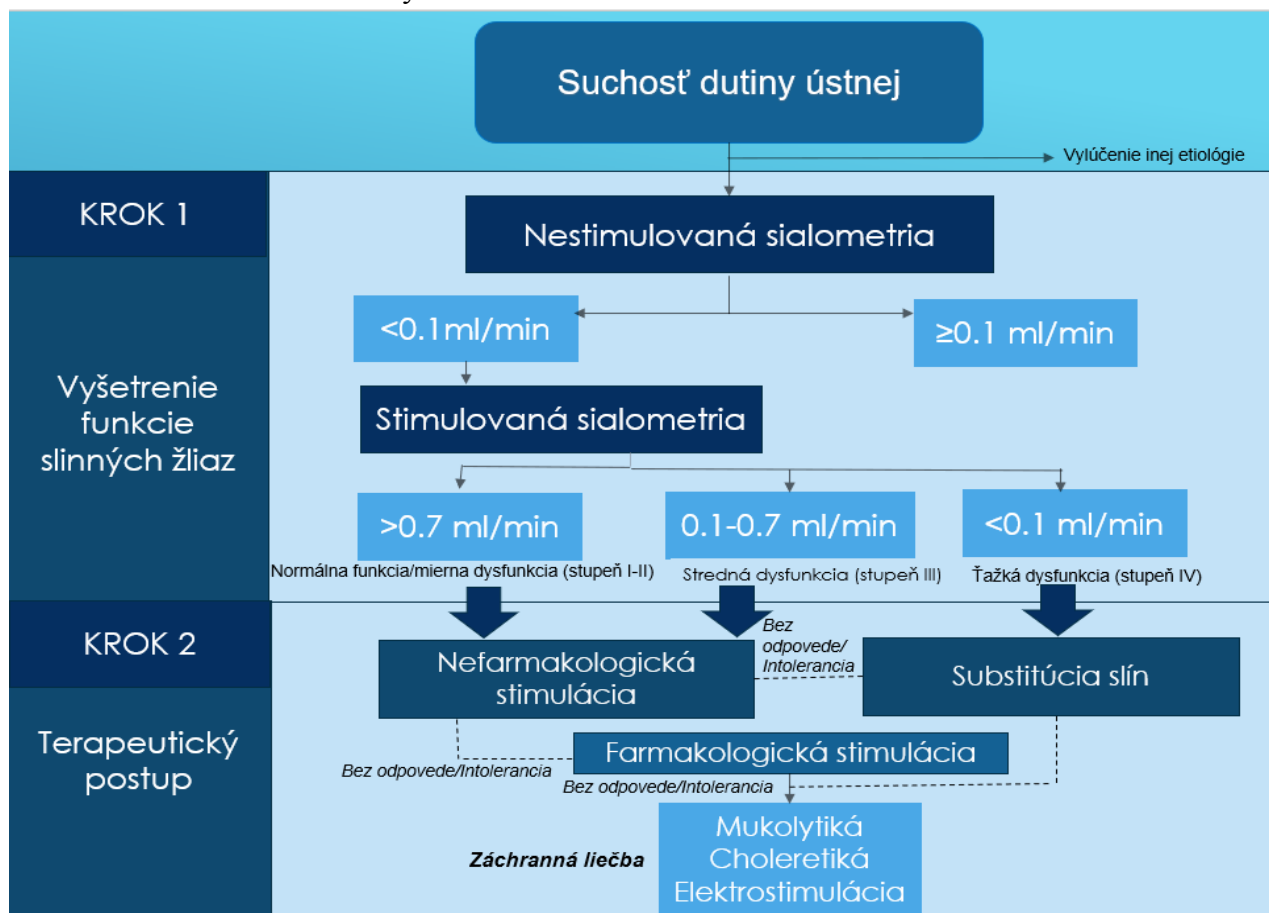 Suchosť dutiny ústnej
Vylúčenie inej etiológie
KROK 1
Nestimulovaná sialometria
<0.1ml/min
≥0.1 ml/min
Vyšetrenie
funkcie
slinných žliaz
Stimulovaná sialometria
>0.7 ml/min
0.1-0.7 ml/min
<0.1 ml/min
Normálna funkcia/mierna dysfunkcia (stupeň I-II)
Stredná dysfunkcia (stupeň III)
Ťažká dysfunkcia (stupeň IV)
KROK 2
Nefarmakologická
stimulácia
Bez
odpovede/
Intolerancia
Substitúcia slín
Terapeutický
postup
Farmakologická stimulácia
Bez odpovede/Intolerancia
Bez odpovede/Intolerancia
Záchranná liečba
Mukolytiká
Choleretiká
Elektrostimulácia